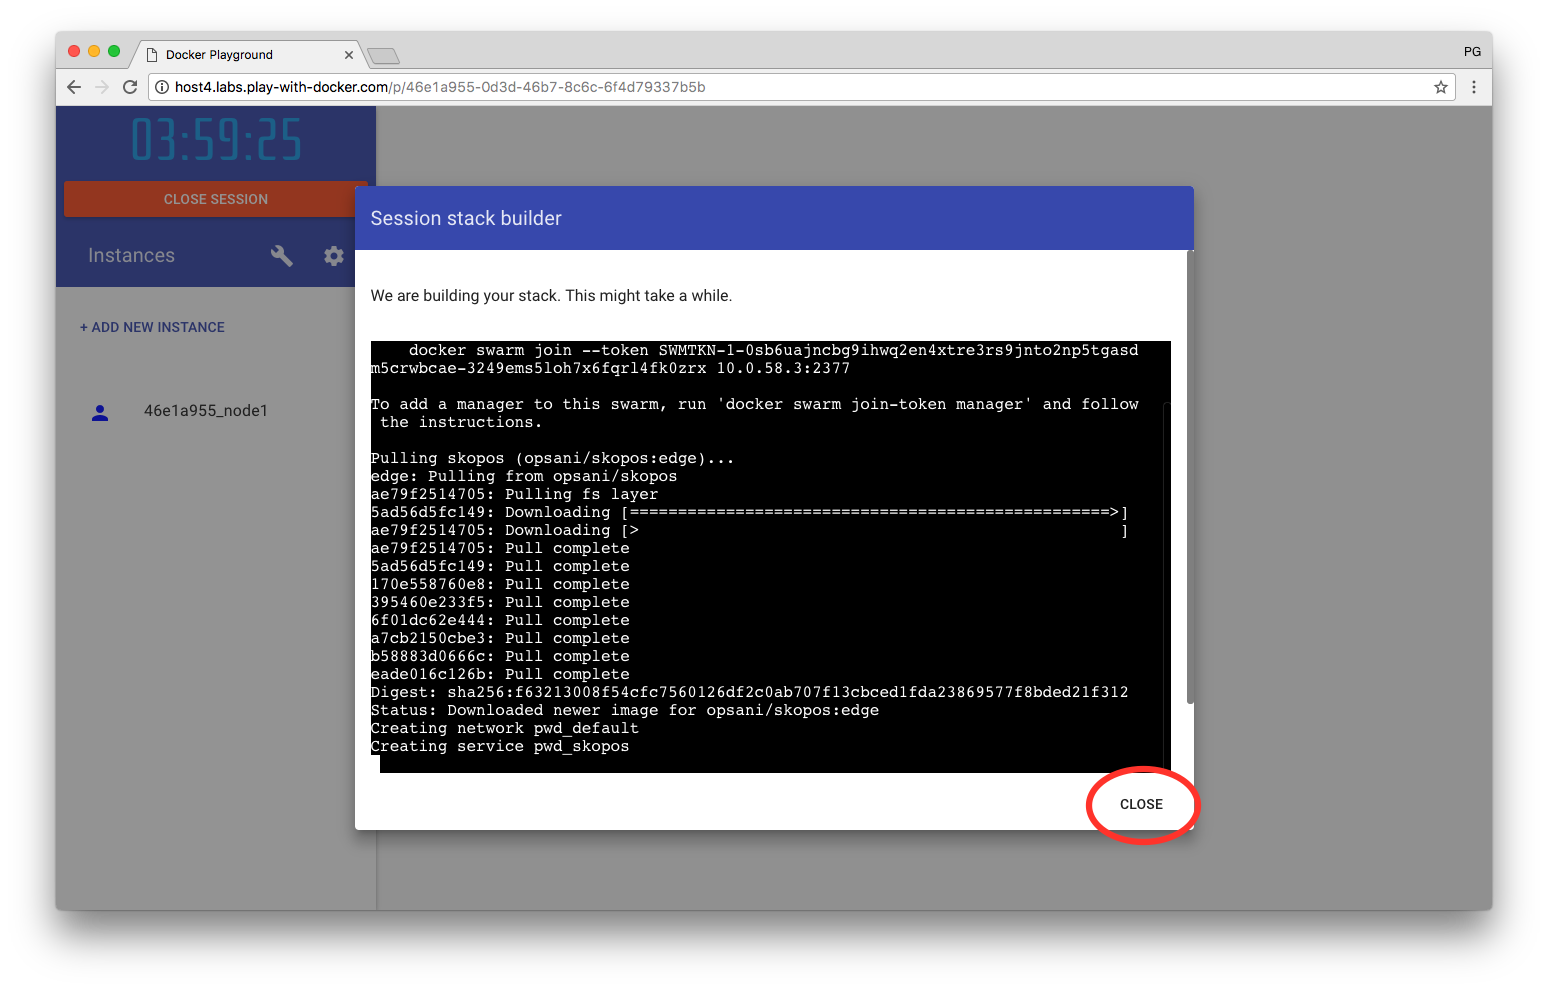 Docker Playground
PG
host4.labs.play-with-docker.com/p/46e1a955-0d3d-46b7-8c6c-6f4d79337b5b
03:59:25
CLOSE SESSION
Instances
+ ADD NEW INSTANCE
46e1a955_node1
Session stack builder
We are building your stack. This might take a while.
docker swarm join --token SWMTKN-1-0sb6uajncbg9ihwq2en4xtre3rs9jnto2np5tgasd
m5crwbcae-3249ems5loh7x6fqrl4fk0zrx 10.0.58.3:2377
To add a manager to this swarm, run 'docker swarm join-token manager' and follow
the instructions.
Pulling skopos (opsani/skopos:edge)...
edge: Pulling from opsani/skopos
ae79f2514705: Pulling fs layer
5ad56d5fc149: Downloading [==================================================>]
ae79f2514705: Downloading [>                                                  ]
ae79f2514705: Pull complete
5ad56d5fc149: Pull complete
170e558760e8: Pull complete
395460e233f5: Pull complete
6f01dc62e444: Pull complete
a7cb2150cbe3: Pull complete
b58883d0666c: Pull complete
eade016c126b: Pull complete
Digest: sha256:f63213008f54cfc7560126df2c0ab707f13cbced1fda23869577f8bded21f312
Status: Downloaded newer image for opsani/skopos:edge
Creating network pwd_default
Creating service pwd_skopos
CLOSE